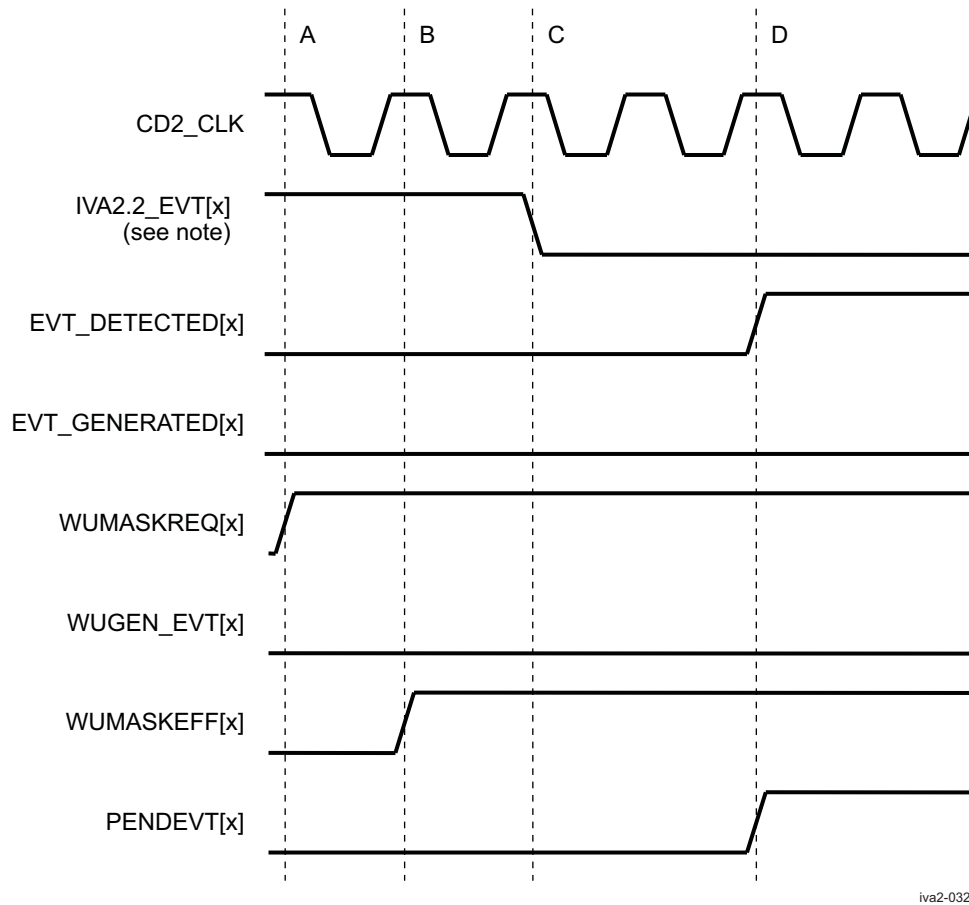 A B C D
CD2_CLK
IVA2.2_EVT[x]
(see note)
EVT_DETECTED[x]
EVT_GENERATED[x]
WUMASKREQ[x]
WUGEN_EVT[x]
WUMASKEFF[x]
PENDEVT[x]
iva2-032